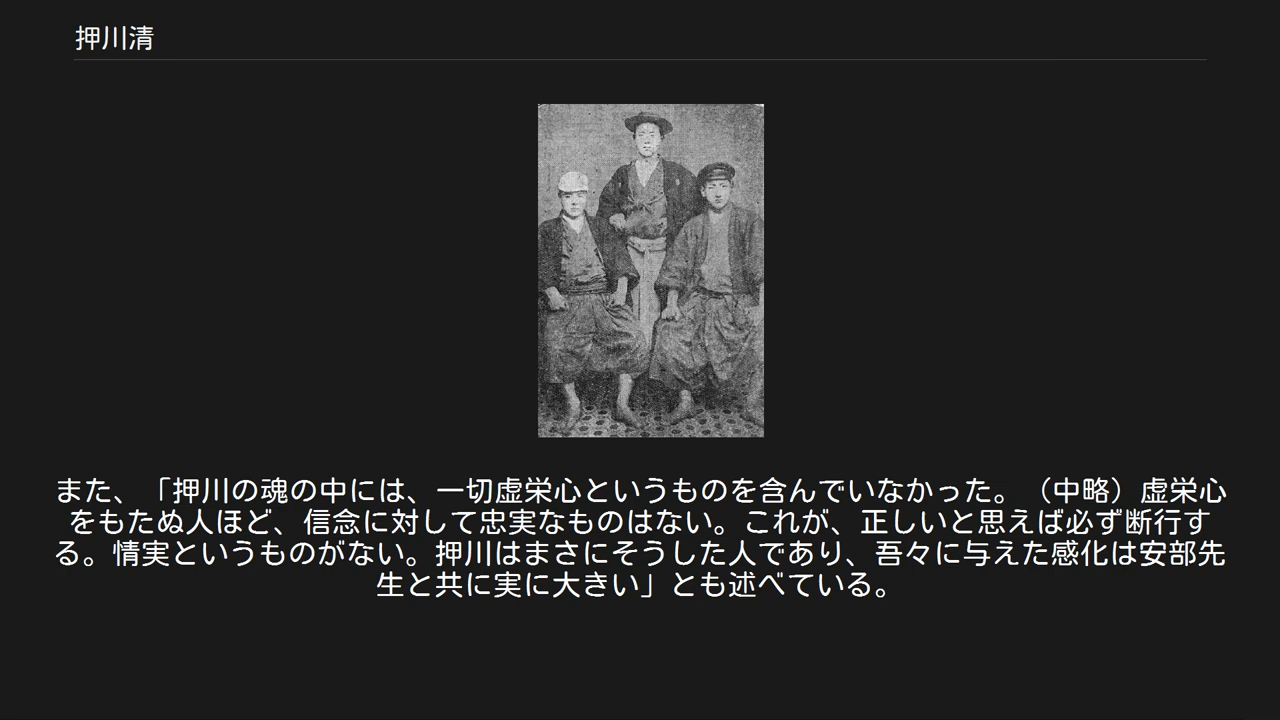 押川清
また、「押川の魂の中には、一切虚栄心というものを含んでいなかった。（中略）虚栄心
をもたぬ人ほど、信念に対して忠実なものはない。これが、正しいと思えば必ず断行す
る。情実というものがない。押川はまさにそうした人であり、吾々に与えた感化は安部先
生と共に実に大きい」とも述べている。